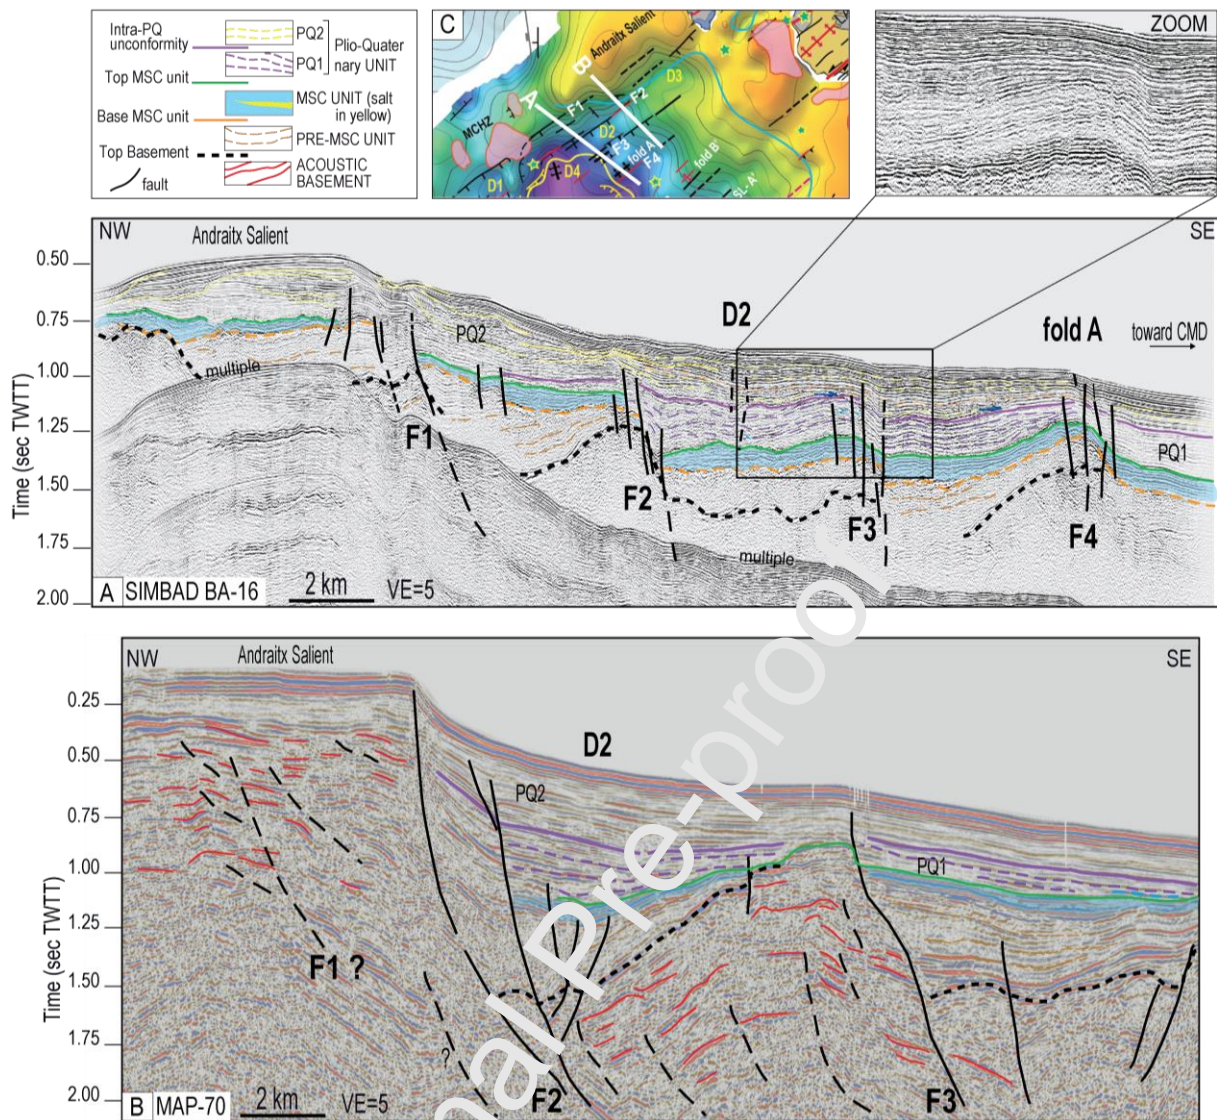 Intra-PQ
unconformity
Top MSC unit
Base MSC unit
Top Basement
fault
PQ2
PQ1
Plio-Quater
nary UNIT
MSC UNIT (salt
in yellow)
PRE-MSC UNIT
ACOUSTIC
BASEMENT
C
Andraitx Salient
B
A
D3
F1
F2
MCHZ
D2
F3
fold A
F4
fold B
D1
D4
SL-A'
ZOOM
NW
Andraitx Salient
SE
0.50
0.75
1.00
1.25
1.50
1.75
2.00
Time (sec TWTT)
D2
fold A
toward CMD
PQ2
multiple
F1
PQ1
F2
F3
F4
multiple
A SIMBAD BA-16
2 km
VE=5
NW
Andraitx Salient
SE
0.25
0.50
0.75
1.00
1.25
1.50
1.75
2.00
Time (sec TWTT)
D2
PQ2
PQ1
F1 ?
?
F2
F3
B MAP-70
2 km
VE=5
nal Pre-proof